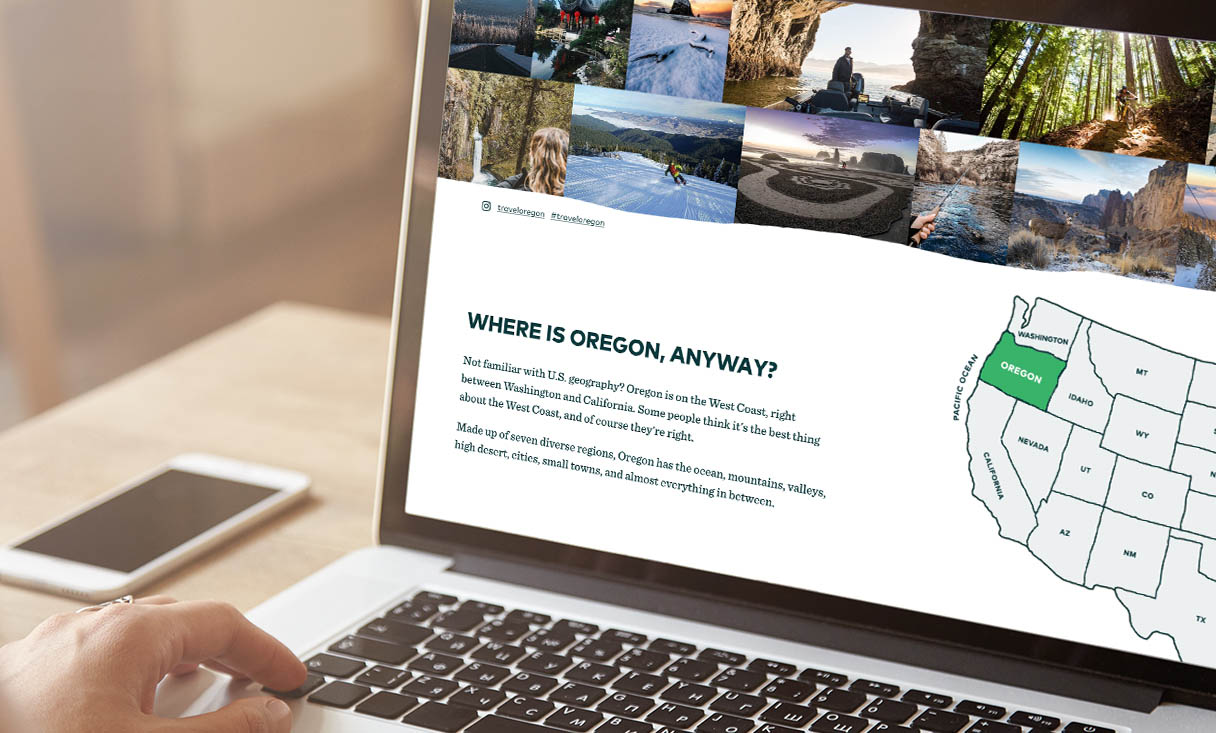 traveloregon #traveloregon
WHERE IS OREGON, ANYWAY?
Not familiar with U.S. geography? Oregon is on the West Coast, right
between Washington and California. Some people think it's the best thing
about the West Coast, and of course they're right.
Made up of seven diverse regions, Oregon has the ocean, mountains, valleys,
high desert, cities, small towns, and almost everything in between.
WASHINGTON
OREGON
PACIFIC OCEAN
MT
IDAHO
WY
NEVADA
UT
CALIFORNIA
CO
AZ
NM
TX